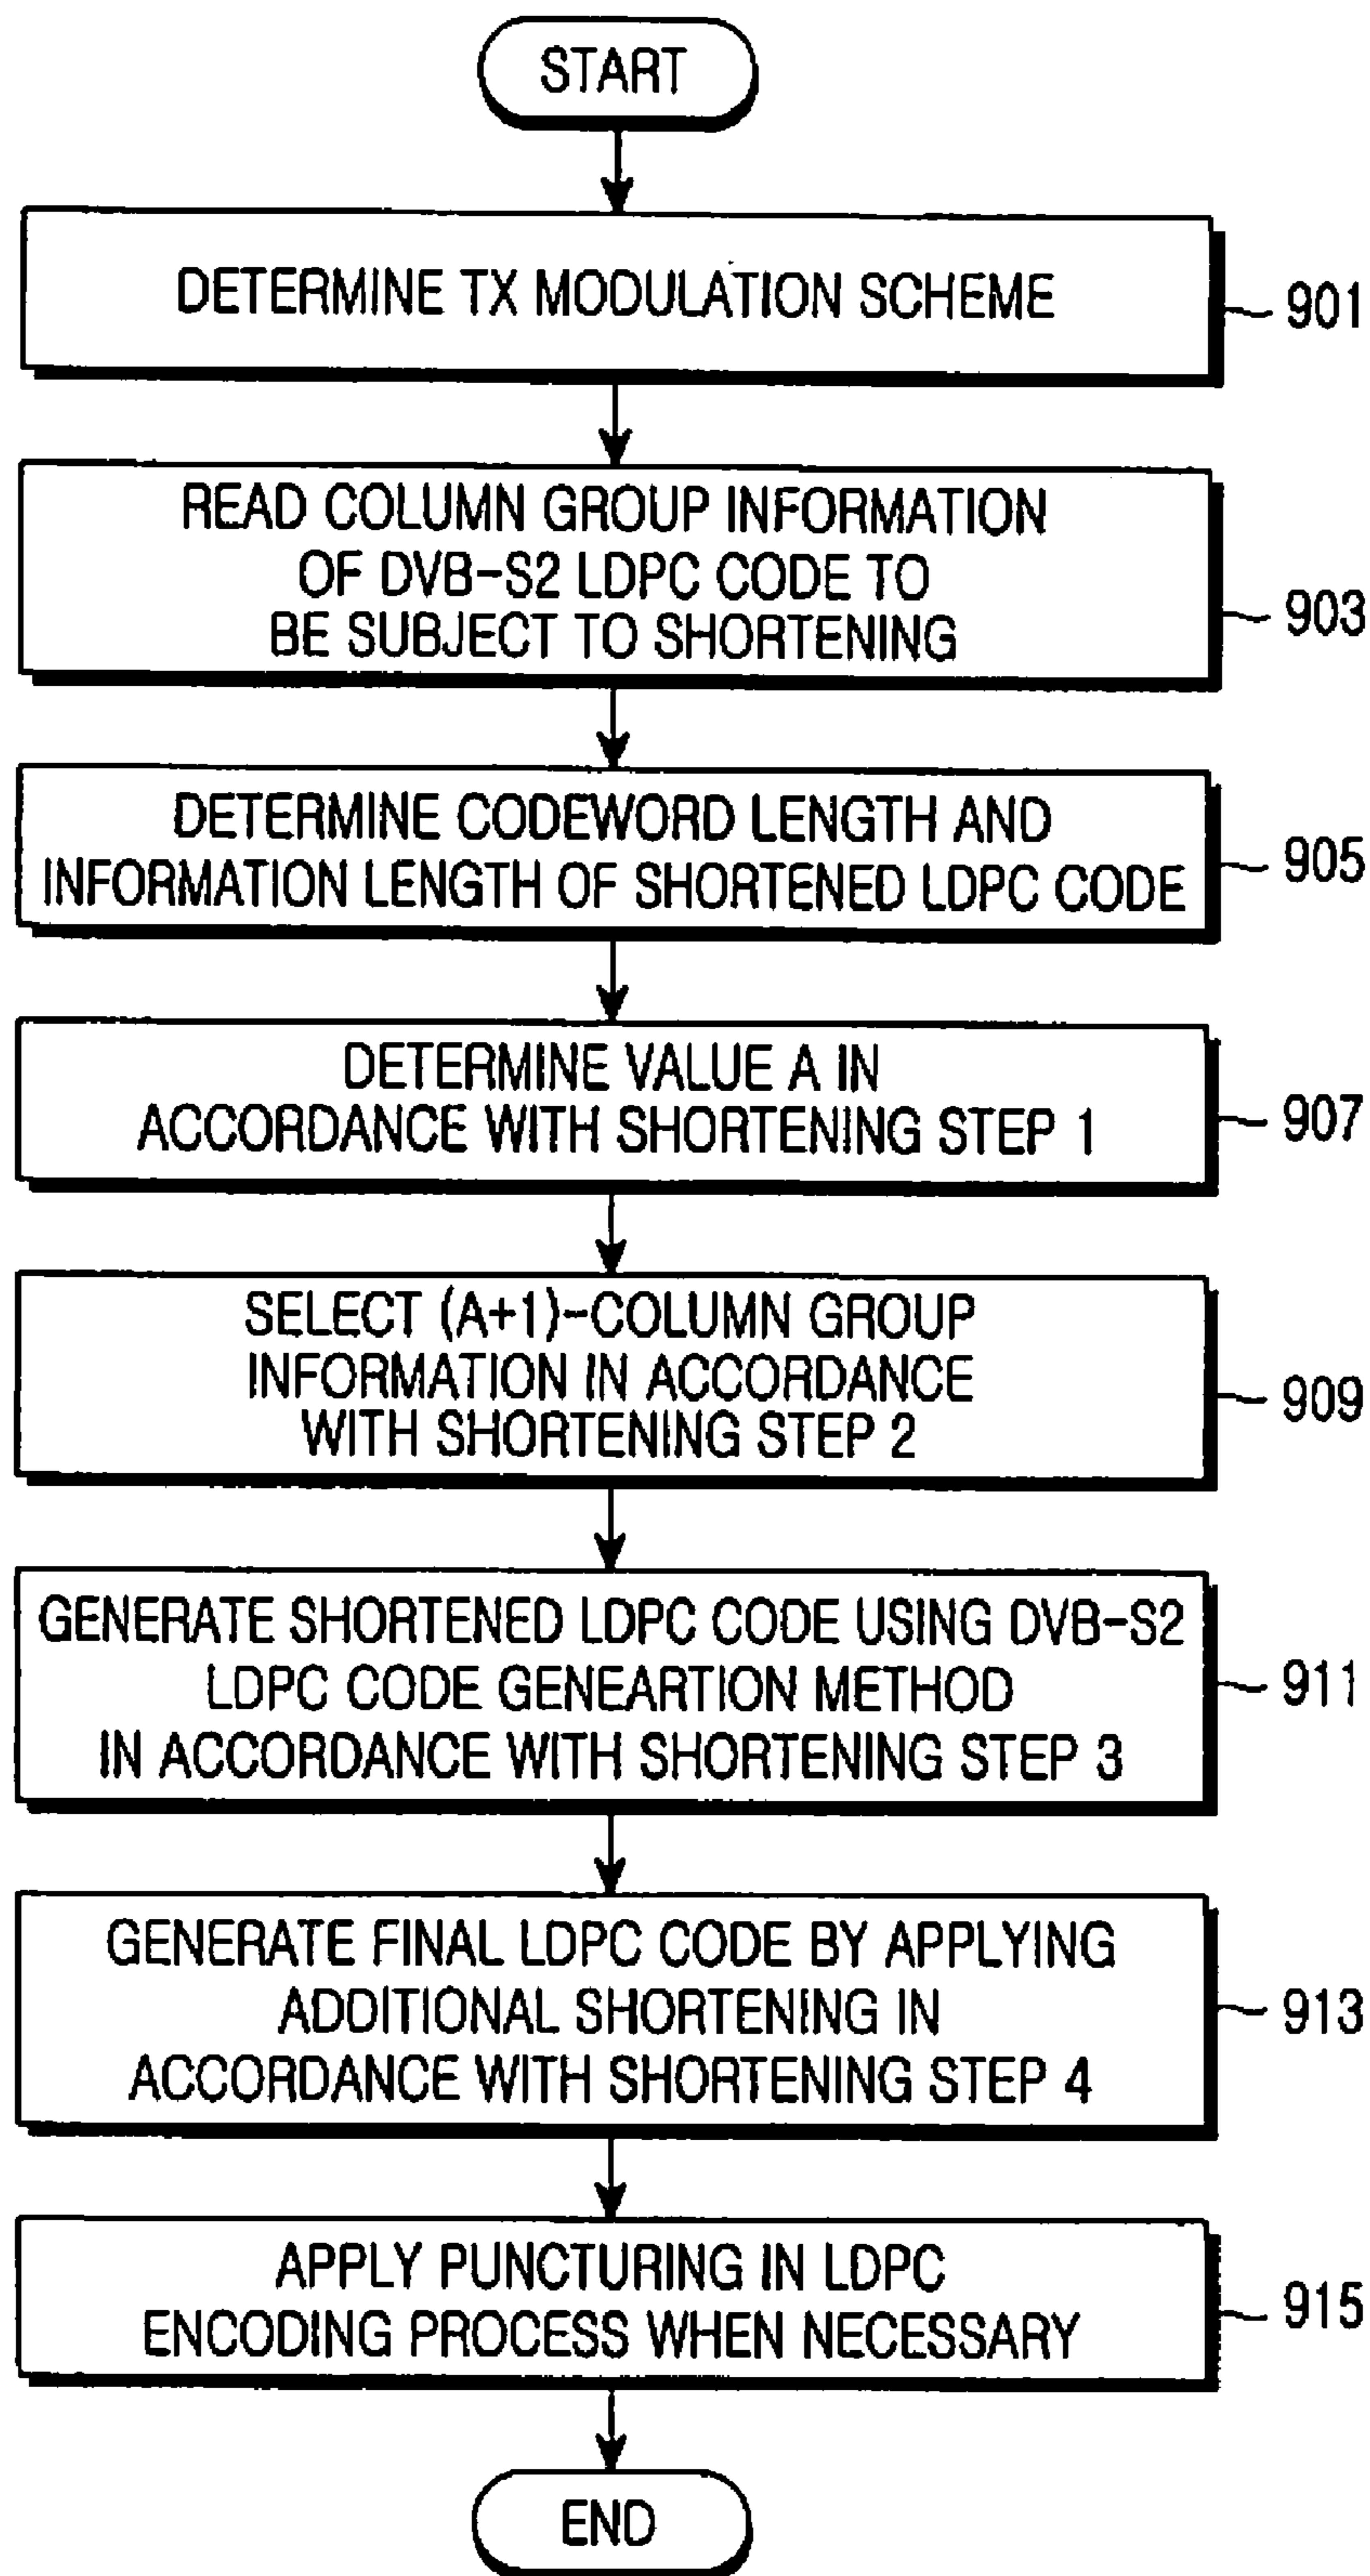 START
DETERMINE TX MODULATION SCHEME
901
READ COLUMN GROUP INFORMATION
OF DVB-S2 LDPC CODE TO
BE SUBJECT TO SHORTENING
903
DETERMINE CODEWORD LENGTH AND
INFORMATION LENGTH OF SHORTENED LDPC CODE
905
DETERMINE VALUE A IN
ACCORDANCE WITH SHORTENING STEP 1
907
SELECT (A+1)-COLUMN GROUP
INFORMATION IN ACCORDANCE
WITH SHORTENING STEP 2
909
GENERATE SHORTENED LDPC CODE USING DVB-S2
LDPC CODE GENEARTION METHOD
IN ACCORDANCE WITH SHORTENING STEP 3
911
GENERATE FINAL LDPC CODE BY APPLYING
ADDITIONAL SHORTENING IN
ACCORDANCE WITH SHORTENING STEP 4
913
APPLY PUNCTURING IN LDPC
ENCODING PROCESS WHEN NECESSARY
915
END